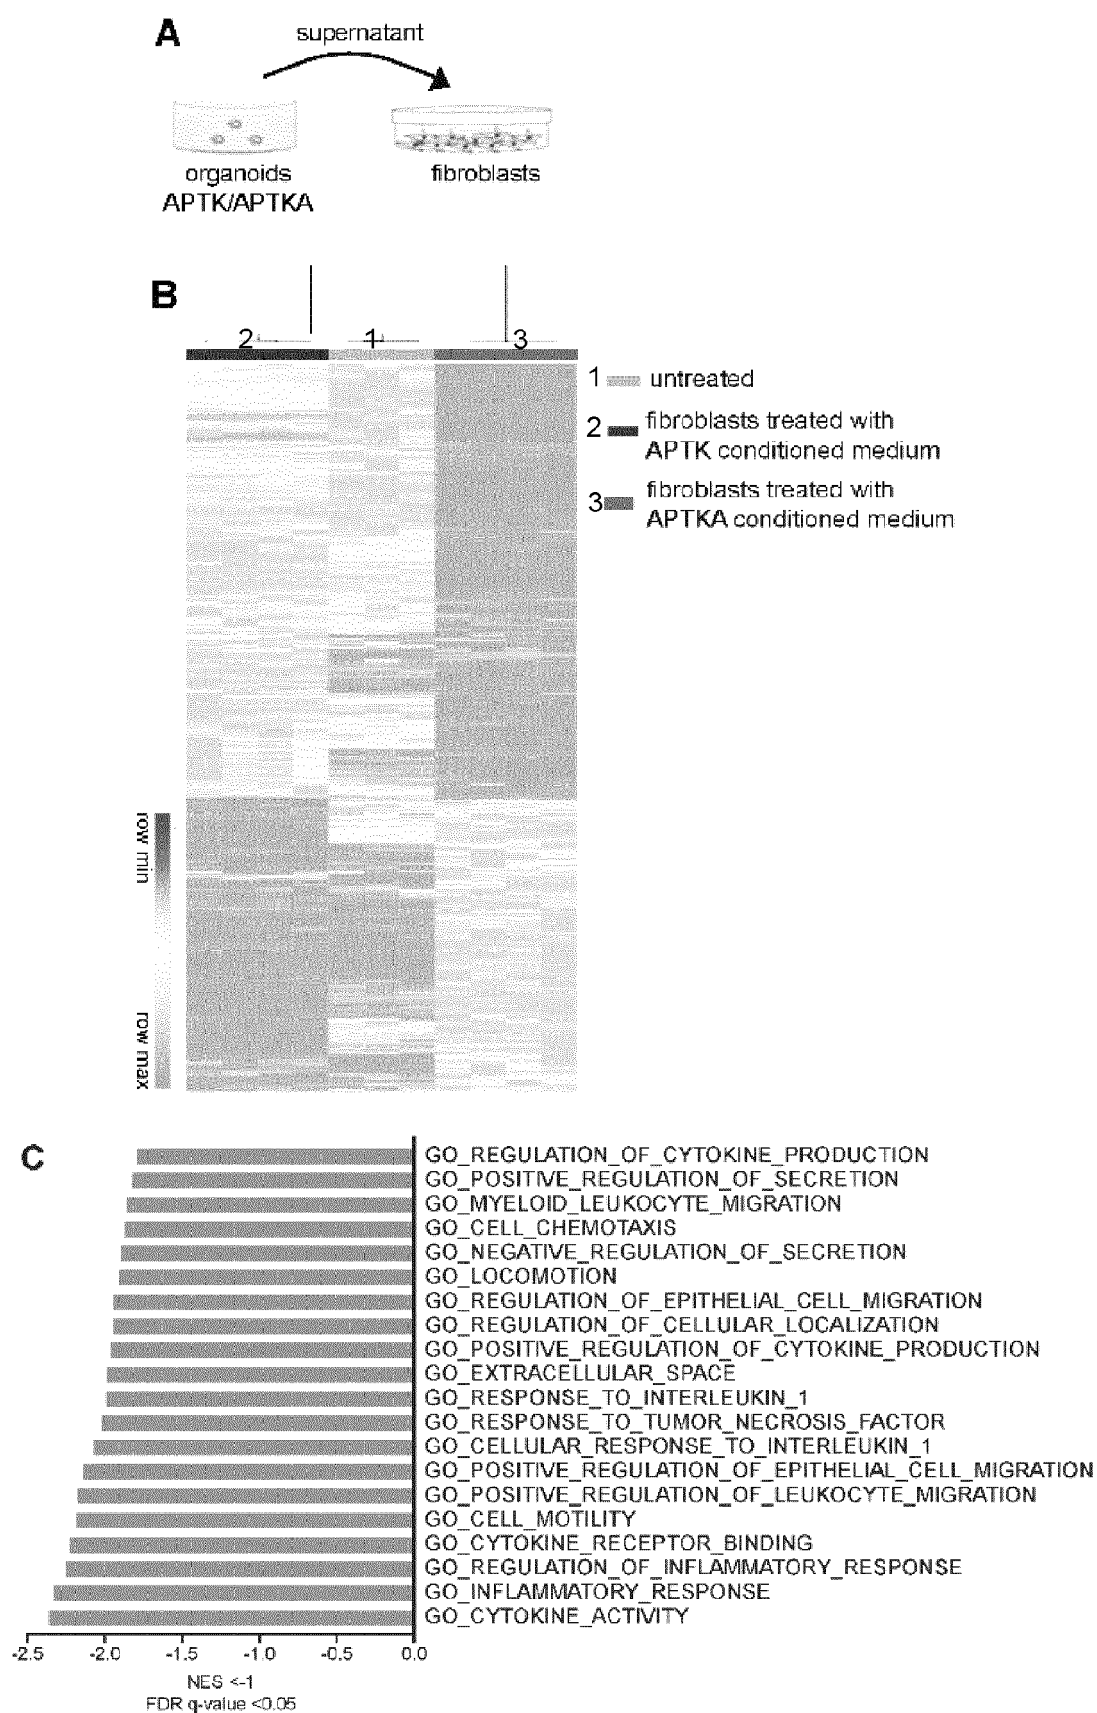 A
supernatant
organoids
APTK/APTKA
fibroblasts
B
2
1
3
1 untreated
2 fibroblasts treated with
APTK conditioned medium
3 fibroblasts treated with
APTKA conditioned medium
row min
row max
C
GO_REGULATION_OF_CYTOKINE_PRODUCTION
GO_POSITIVE_REGULATION_OF_SECRETION
GO_MYELOID_LEUKOCYTE_MIGRATION
GO_CELL_CHEMOTAXIS
GO_NEGATIVE_REGULATION_OF_SECRETION
GO_LOCOMOTION
GO_REGULATION_OF_EPITHELIAL_CELL_MIGRATION
GO_REGULATION_OF_CELLULAR_LOCALIZATION
GO_POSITIVE_REGULATION_OF_CYTOKINE_PRODUCTION
GO_EXTRACELLULAR_SPACE
GO_RESPONSE_TO_INTERLEUKIN_1
GO_RESPONSE_TO_TUMOR_NECROSIS_FACTOR
GO_CELLULAR_RESPONSE_TO_INTERLEUKIN_1
GO_POSITIVE_REGULATION_OF_EPITHELIAL_CELL_MIGRATION
GO_POSITIVE_REGULATION_OF_LEUKOCYTE_MIGRATION
GO_CELL_MOTILITY
GO_CYTOKINE_RECEPTOR_BINDING
GO_REGULATION_OF_INFLAMMATORY_RESPONSE
GO_INFLAMMATORY_RESPONSE
GO_CYTOKINE_ACTIVITY
-2.5 -2.0 -1.5 -1.0 -0.5 0.0
NES <-1
FDR q-value <0.05